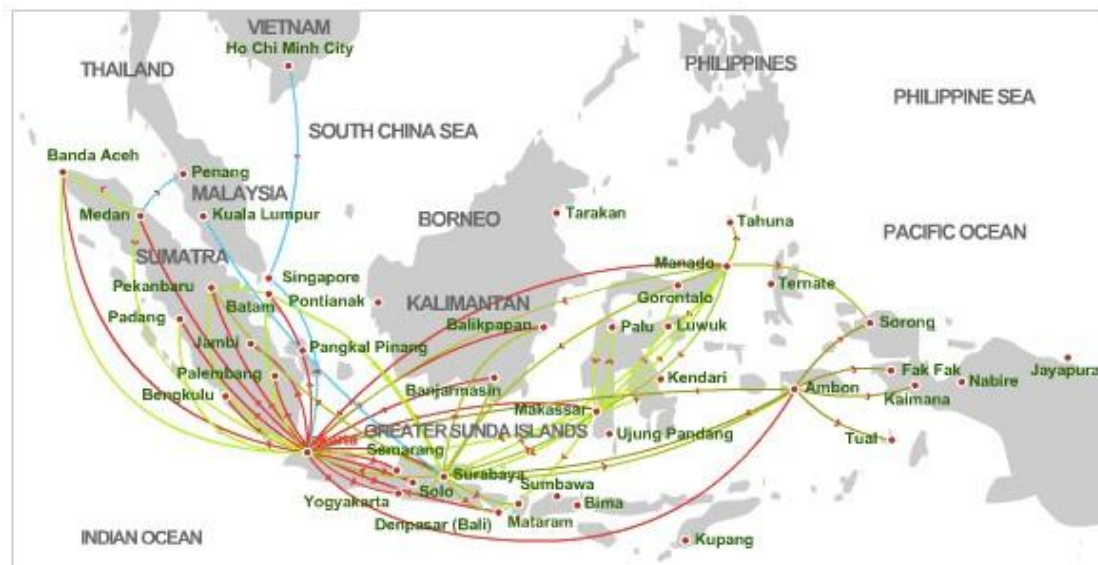 VIETNAM
Ho Chi Minh City
THAILAND
PHILIPPINES
PHILIPPINE SEA
SOUTH CHINA SEA
Banda Aceh
Penang
MALAYSIA
Medan
Kuala Lumpur
BORNEO
Tarakan
Tahuna
PACIFIC OCEAN
SUMATRA
Singapore
Manado
Pekanbaru
Batam
Pontianak
KALIMANTAN
Gorontalo
Ternate
Padang
Balikpapan
Palu
Luwuk
Sorong
Jambi
Pangkal Pinang
Palembang
Banjarmasin
Kendari
Fak Fak
Jayapura
Bengkulu
Makassar
Ambon
Kaimana
Nabire
GREATER SUNDA ISLANDS
Ujung Pandang
Tual
Semarang
Surabaya
Solo
Sumbawa
Yogyakarta
Mataram
Bima
Denpasar (Bali)
INDIAN OCEAN
Kupang